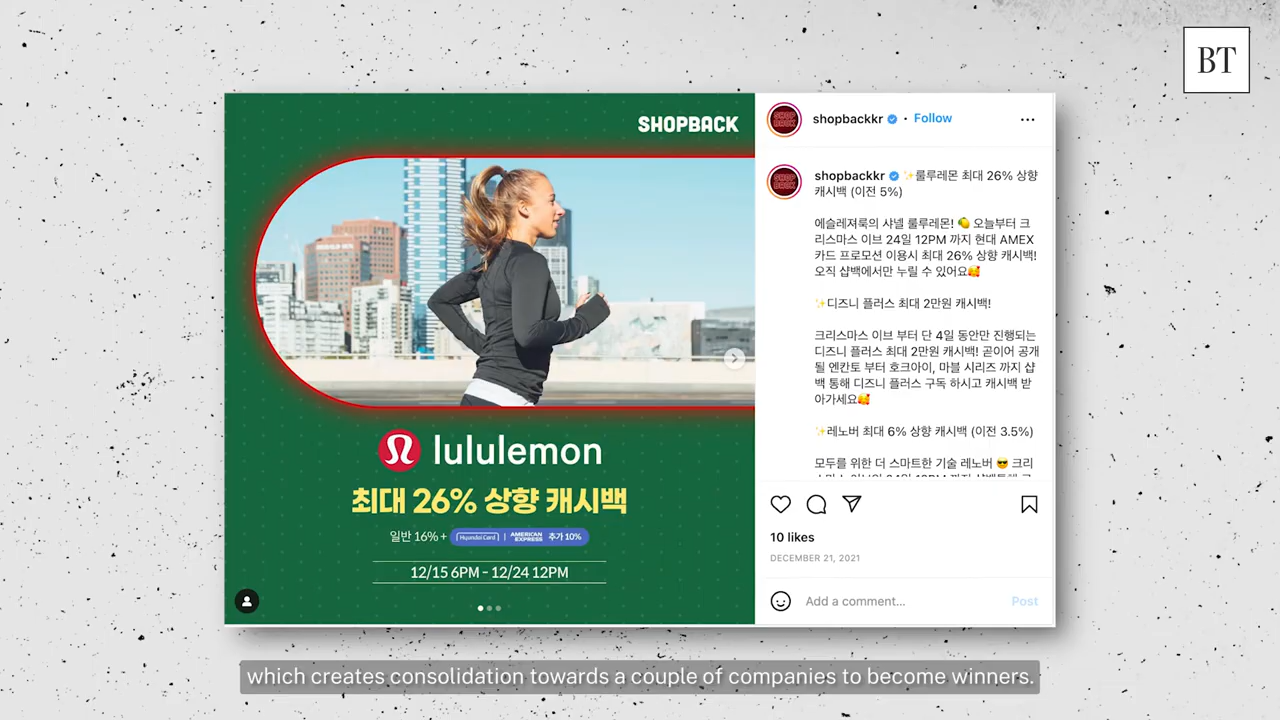 BT
SHOPBACK
lululemon
최대 26% 상향 캐시백
일반 16% + Hyundai Card | AMERICAN EXPRESS 추가 10%
12/15 6PM - 12/24 12PM
SHOP BACK
shopbackkr · Follow
SHOP BACK
shopbackkr ✨룰루레몬 최대 26% 상향
캐시백 (이전 5%)
에슬레져룩의 샤넬 룰루레몬! 🍋 오늘부터 크
리스마스 이브 24일 12PM 까지 현대 AMEX
카드 프로모션 이용시 최대 26% 상향 캐시백!
오직 샵백에서만 누릴 수 있어요🥰
✨디즈니 플러스 최대 2만원 캐시백!
크리스마스 이브 부터 단 4일 동안만 진행되는
디즈니 플러스 최대 2만원 캐시백! 곧이어 공개
될 엔칸토 부터 호크아이, 마블 시리즈 까지 샵
백 통해 디즈니 플러스 구독 하시고 캐시백 받
아가세요🥰
✨레노버 최대 6% 상향 캐시백 (이전 3.5%)
모두를 위한 더 스마트한 기술 레노버 😎 크리
10 likes
DECEMBER 21, 2021
Add a comment...
Post
which creates consolidation towards a couple of companies to become winners.